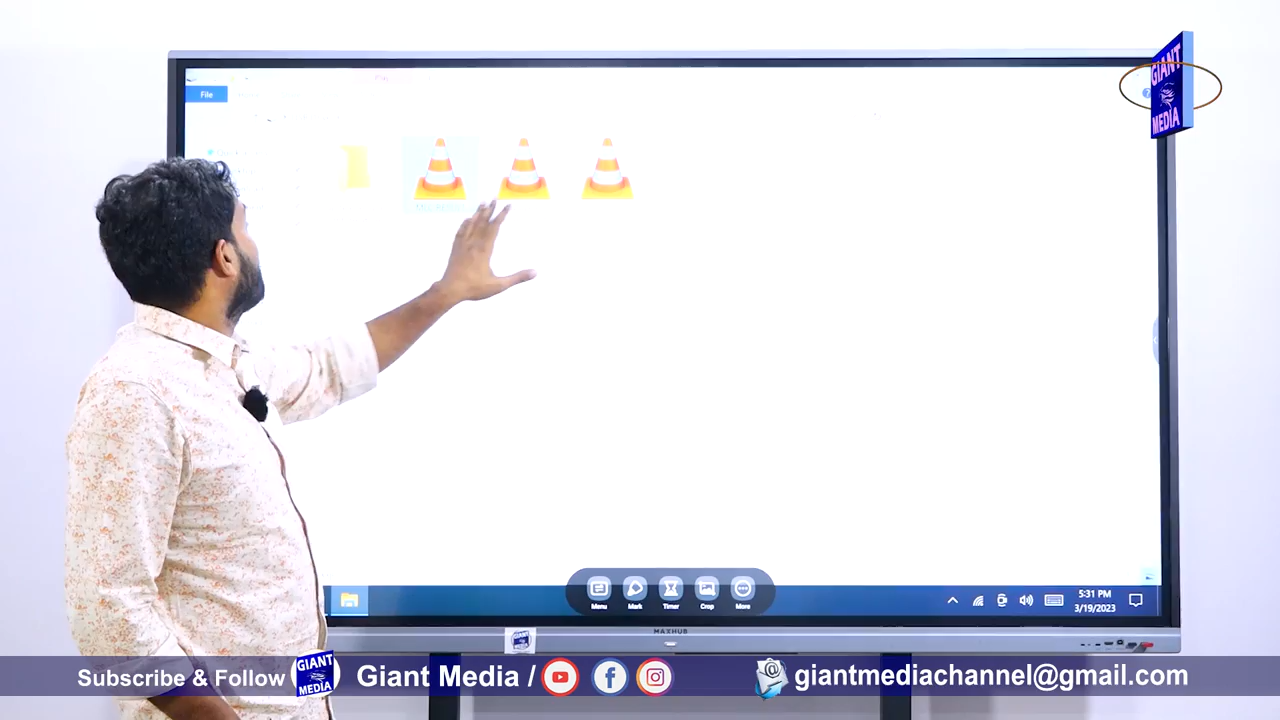 GIANT
MEDIA
File
Menu
Mark
Timer
Crop
More
5:31 PM
3/19/2023
MAXHUB
Subscribe & Follow
GIANT
MEDIA
Giant Media /
giantmediachannel@gmail.com